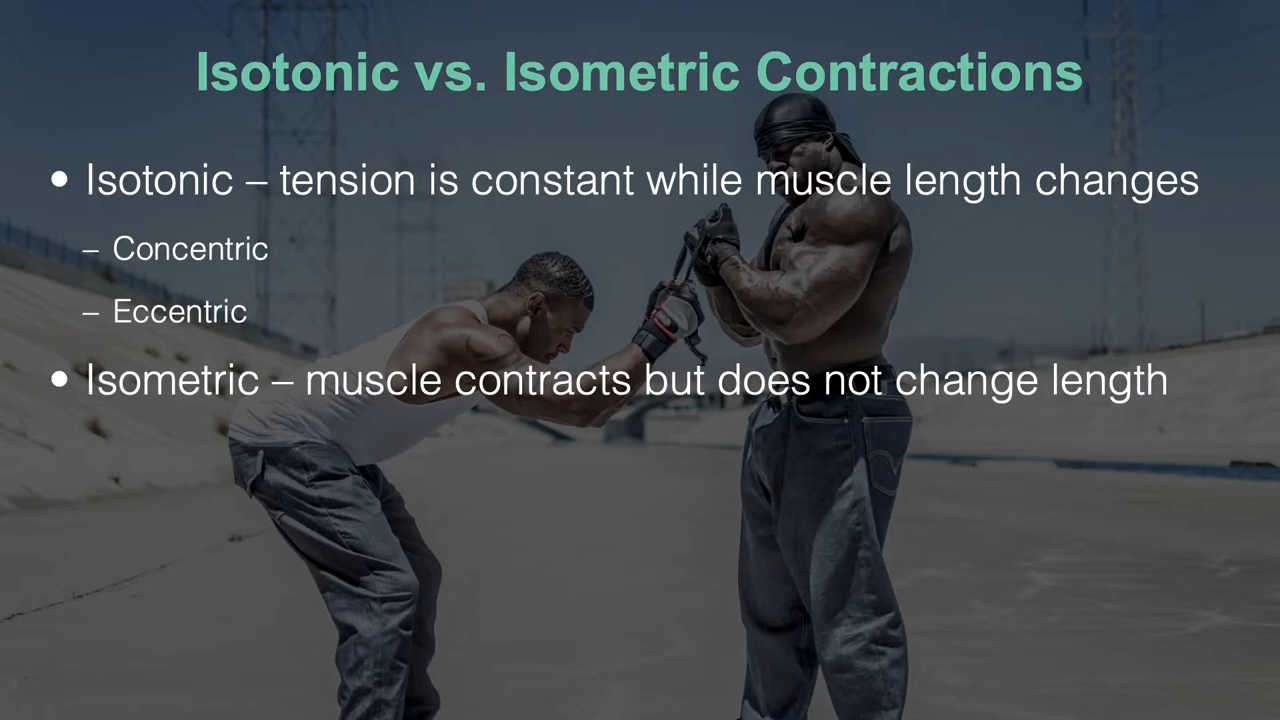 Isotonic vs. Isometric Contractions
• Isotonic – tension is constant while muscle length changes
– Concentric
– Eccentric
• Isometric – muscle contracts but does not change length